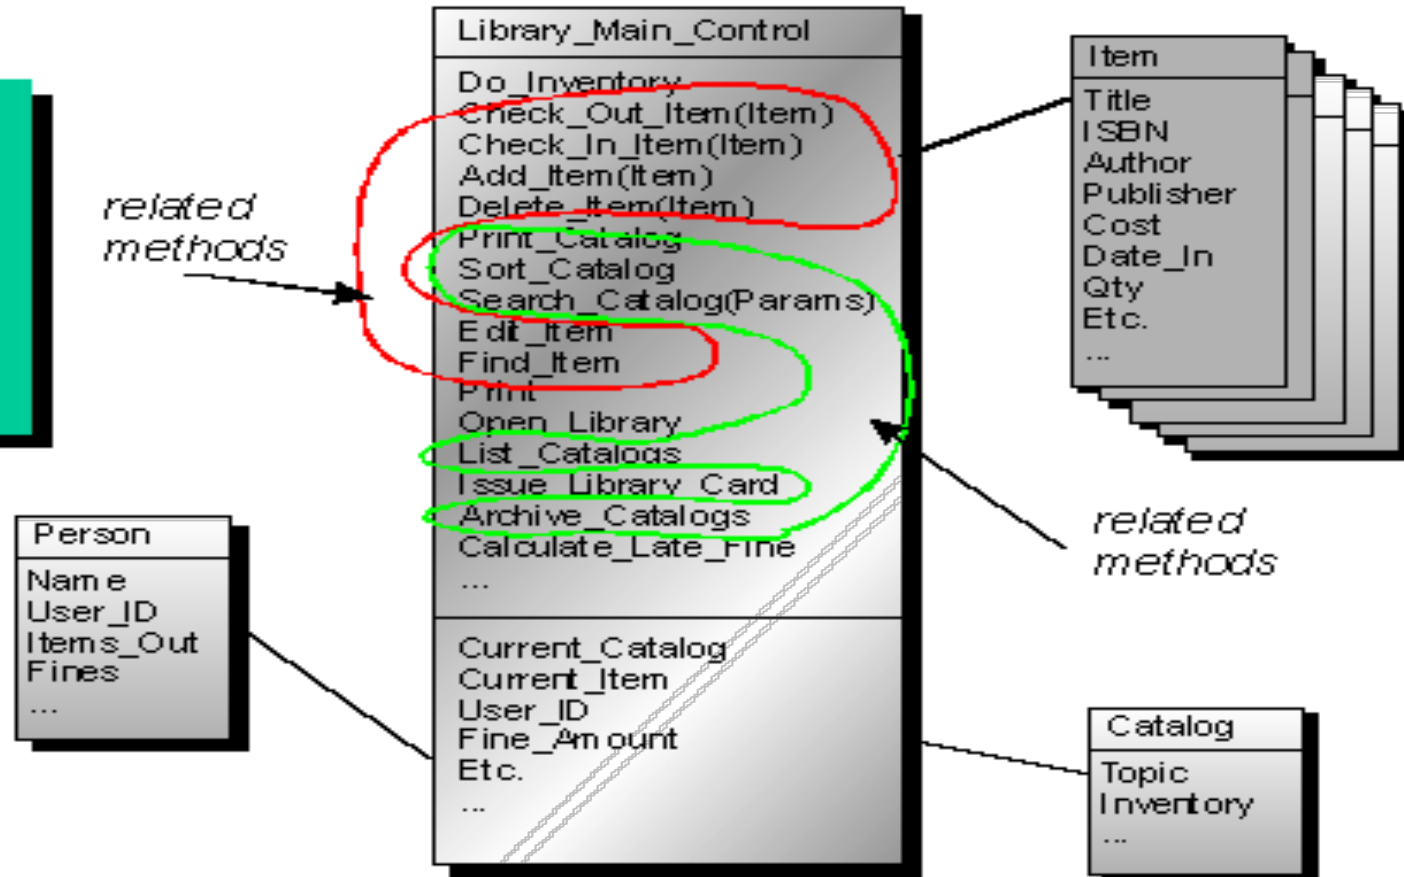 Library_Main_Control
Do_Inventory
Check_Out_Item(Item)
Check_In_Item(Item)
Add_Item(Item)
Delete_Item(Item)
Print_Catalog
Sort_Catalog
Search_Catalog(Params)
Edit_Item
Find_Item
Print
Open_Library
List_Catalogs
Issue_Library_Card
Archive_Catalogs
Calculate_Late_Fine
...
Current_Catalog
Current_Item
User_ID
Fine_Amount
Etc.
...
Item
Title
ISBN
Author
Publisher
Cost
Date_In
Qty
Etc.
...
related
methods
related
methods
Person
Name
User_ID
Items_Out
Fines
...
Catalog
Topic
Inventory
...